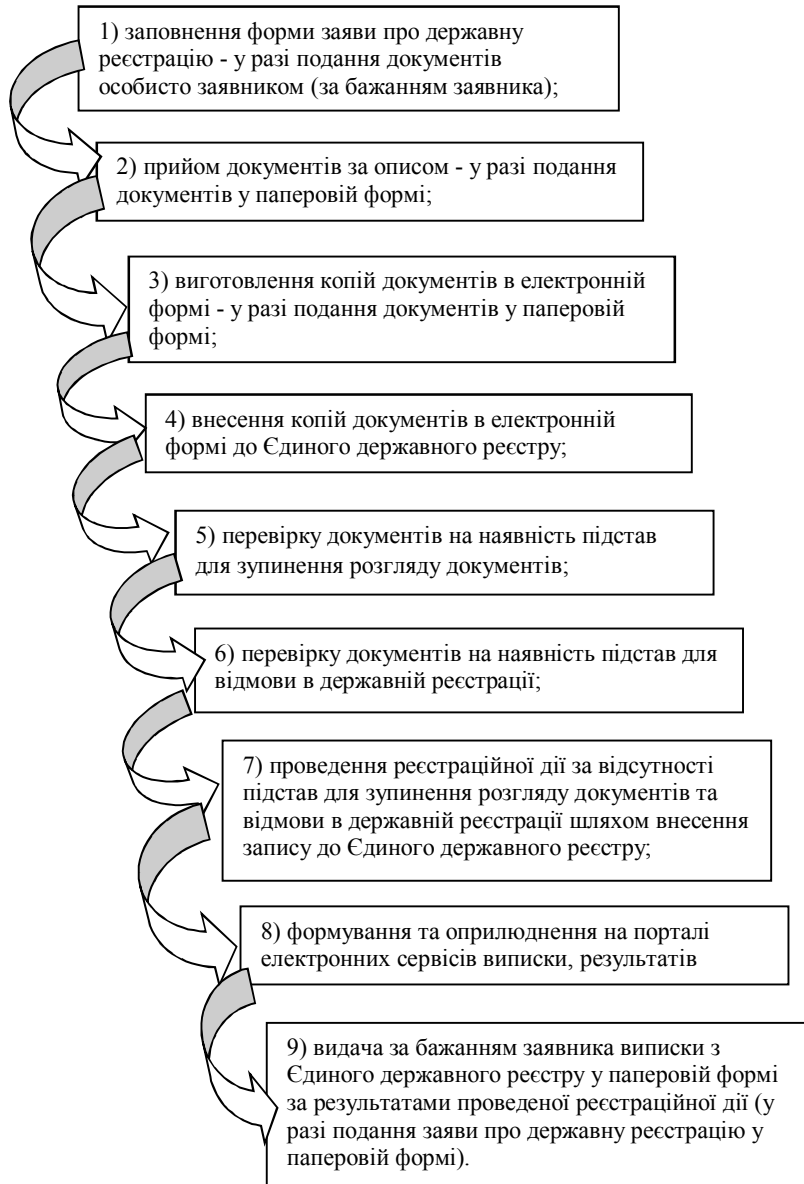 1) заповнення форми заяви про державну
реєстрацію - у разі подання документів
особисто заявником (за бажанням заявника);
2) прийом документів за описом - у разі подання
документів у паперовій формі;
3) виготовлення копій документів в електронній
формі - у разі подання документів у паперовій
формі;
4) внесення копій документів в електронній
формі до Єдиного державного реєстру;
5) перевірку документів на наявність підстав
для зупинення розгляду документів;
6) перевірку документів на наявність підстав для
відмови в державній реєстрації;
7) проведення реєстраційної дії за відсутності
підстав для зупинення розгляду документів та
відмови в державній реєстрації шляхом внесення
запису до Єдиного державного реєстру;
8) формування та оприлюднення на порталі
електронних сервісів виписки, результатів
9) видача за бажанням заявника виписки з
Єдиного державного реєстру у паперовій формі
за результатами проведеної реєстраційної дії (у
разі подання заяви про державну реєстрацію у
паперовій формі).